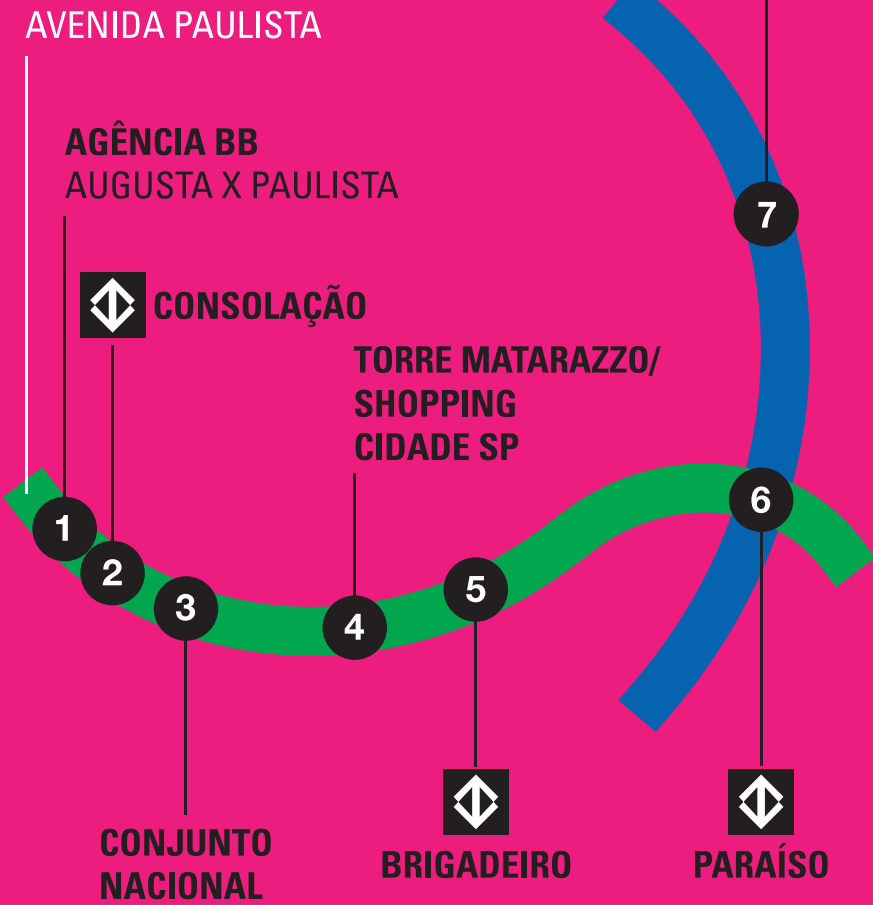 AVENIDA PAULISTA
AGÊNCIA BB
AUGUSTA X PAULISTA
CONSOLAÇÃO
TORRE MATARAZZO/
SHOPPING
CIDADE SP
7
6
1
2
3
4
5
CONJUNTO
NACIONAL
BRIGADEIRO
PARAÍSO